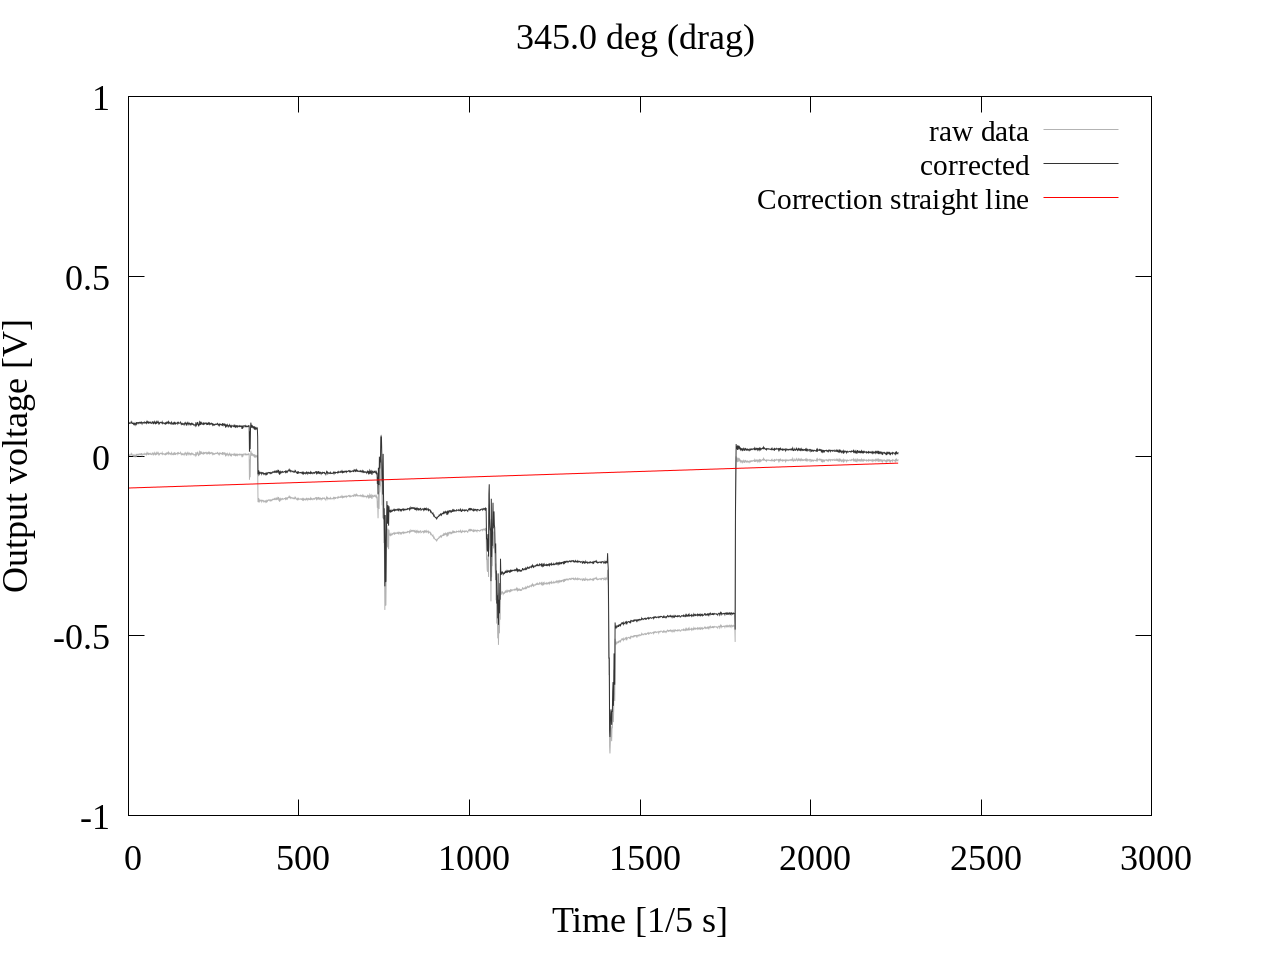 345.0 deg (drag)
raw data
corrected
Correction straight line
1
0.5
0
-0.5
-1
Output voltage [V]
0 500 1000 1500 2000 2500 3000
Time [1/5 s]